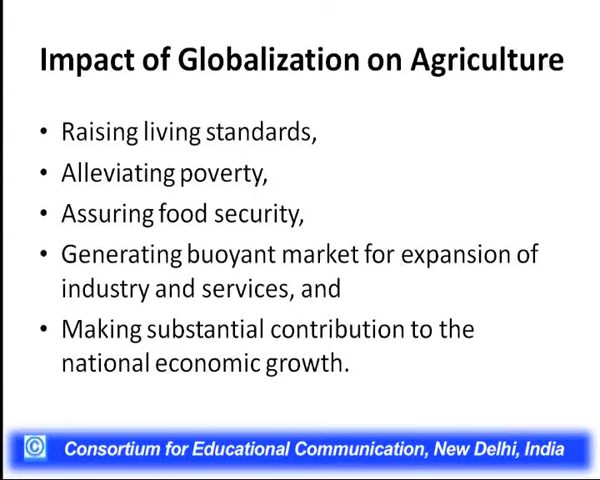 Impact of Globalization on Agriculture
• Raising living standards,
• Alleviating poverty,
• Assuring food security,
• Generating buoyant market for expansion of
industry and services, and
• Making substantial contribution to the
national economic growth.
© Consortium for Educational Communication, New Delhi, India